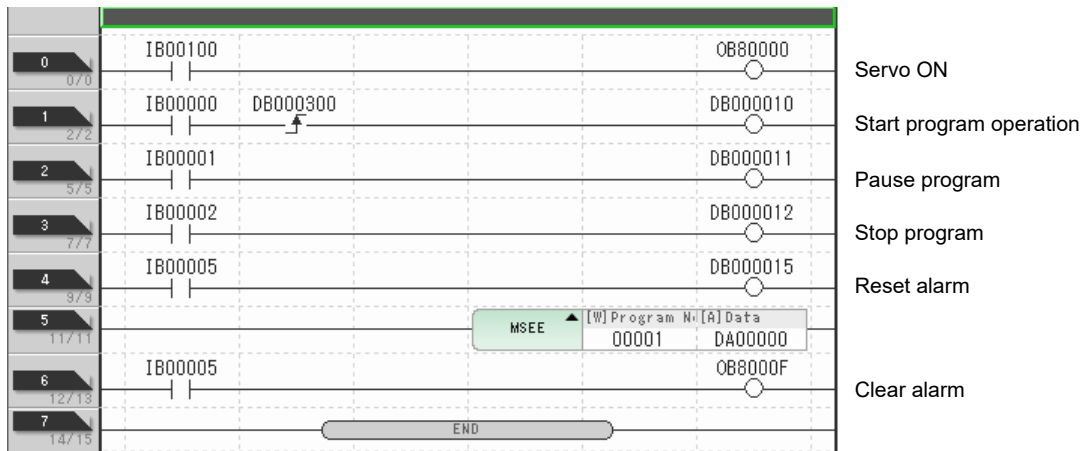 IB00100 OB80000
0 Servo ON
0/0
IB00000 DB000300 DB000010
1 Start program operation
2/2
IB00001 DB000011
2 Pause program
5/5
IB00002 DB000012
3 Stop program
7/7
IB00005 DB000015
4 Reset alarm
9/9
5 MSEE [W]Program N [A]Data
11/11 00001 DA00000
IB00005 OB8000F
6 Clear alarm
12/13
7 END
14/15